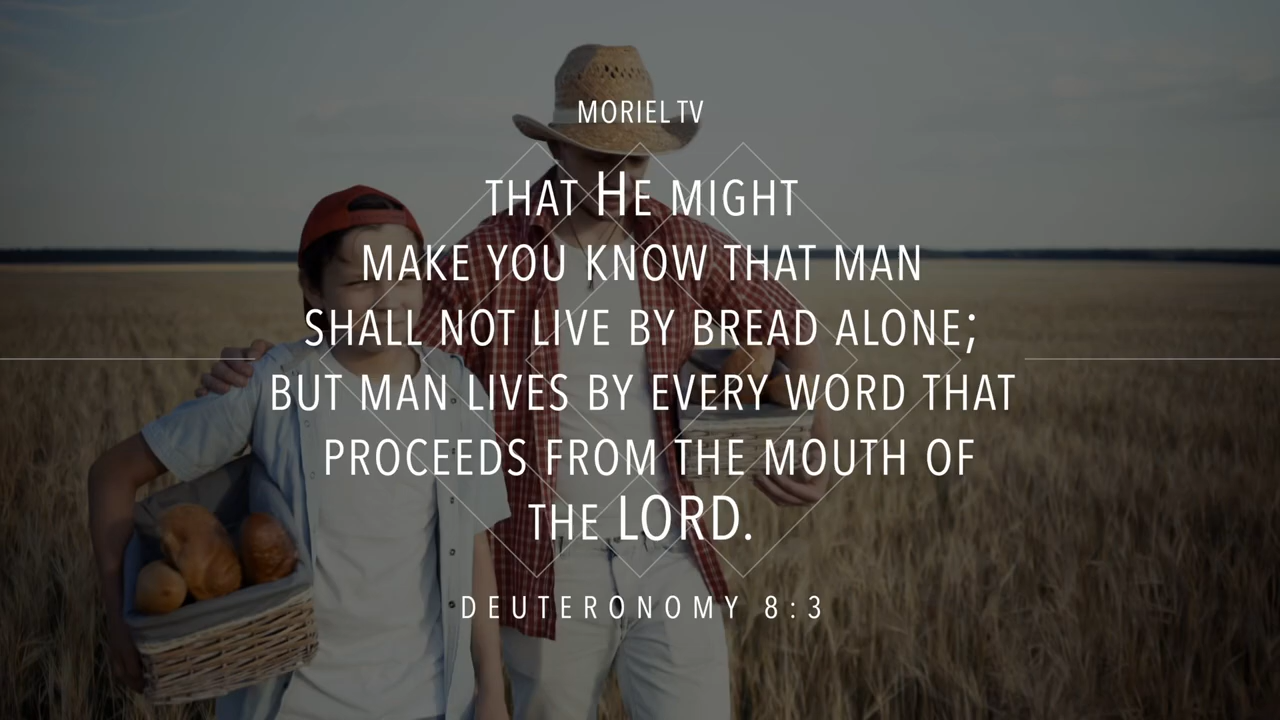 MORIEL TV
THAT HE MIGHT
MAKE YOU KNOW THAT MAN
SHALL NOT LIVE BY BREAD ALONE;
BUT MAN LIVES BY EVERY WORD THAT
PROCEEDS FROM THE MOUTH OF
THE LORD.
DEUTERONOMY 8:3